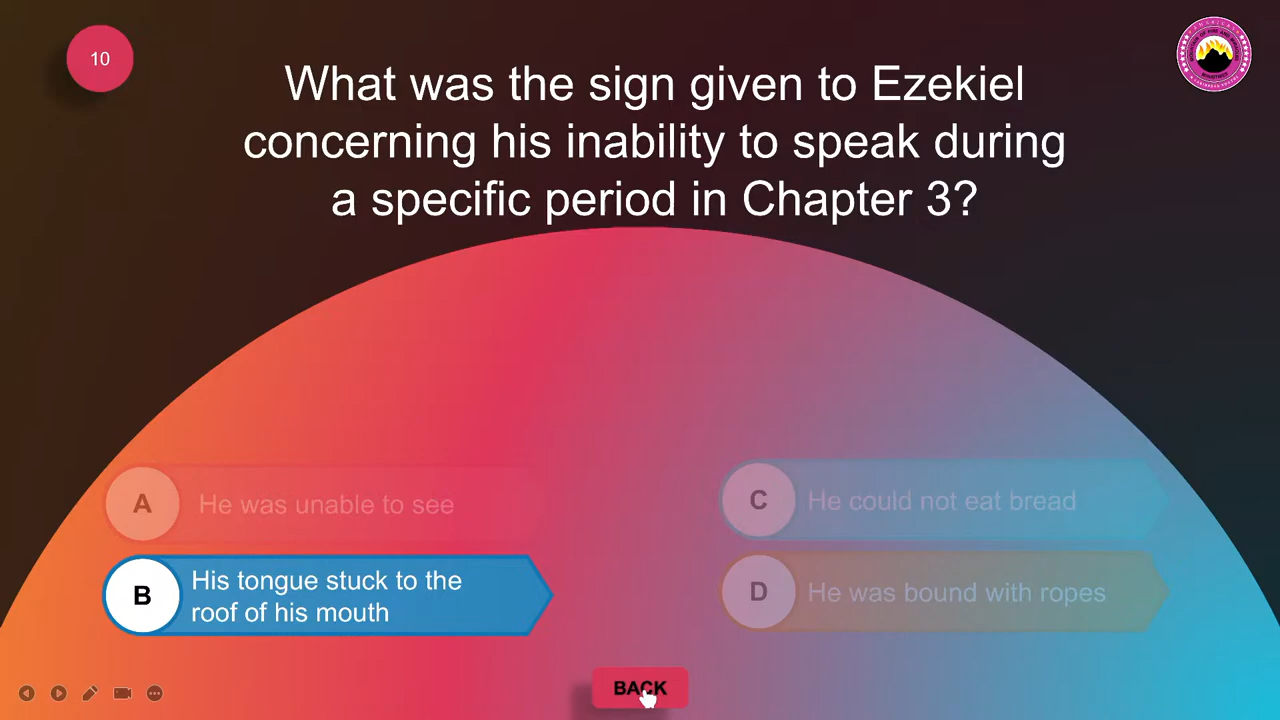 10
What was the sign given to Ezekiel
concerning his inability to speak during
a specific period in Chapter 3?
A
He was unable to see
B
His tongue stuck to the
roof of his mouth
C
He could not eat bread
D
He was bound with ropes
BACK